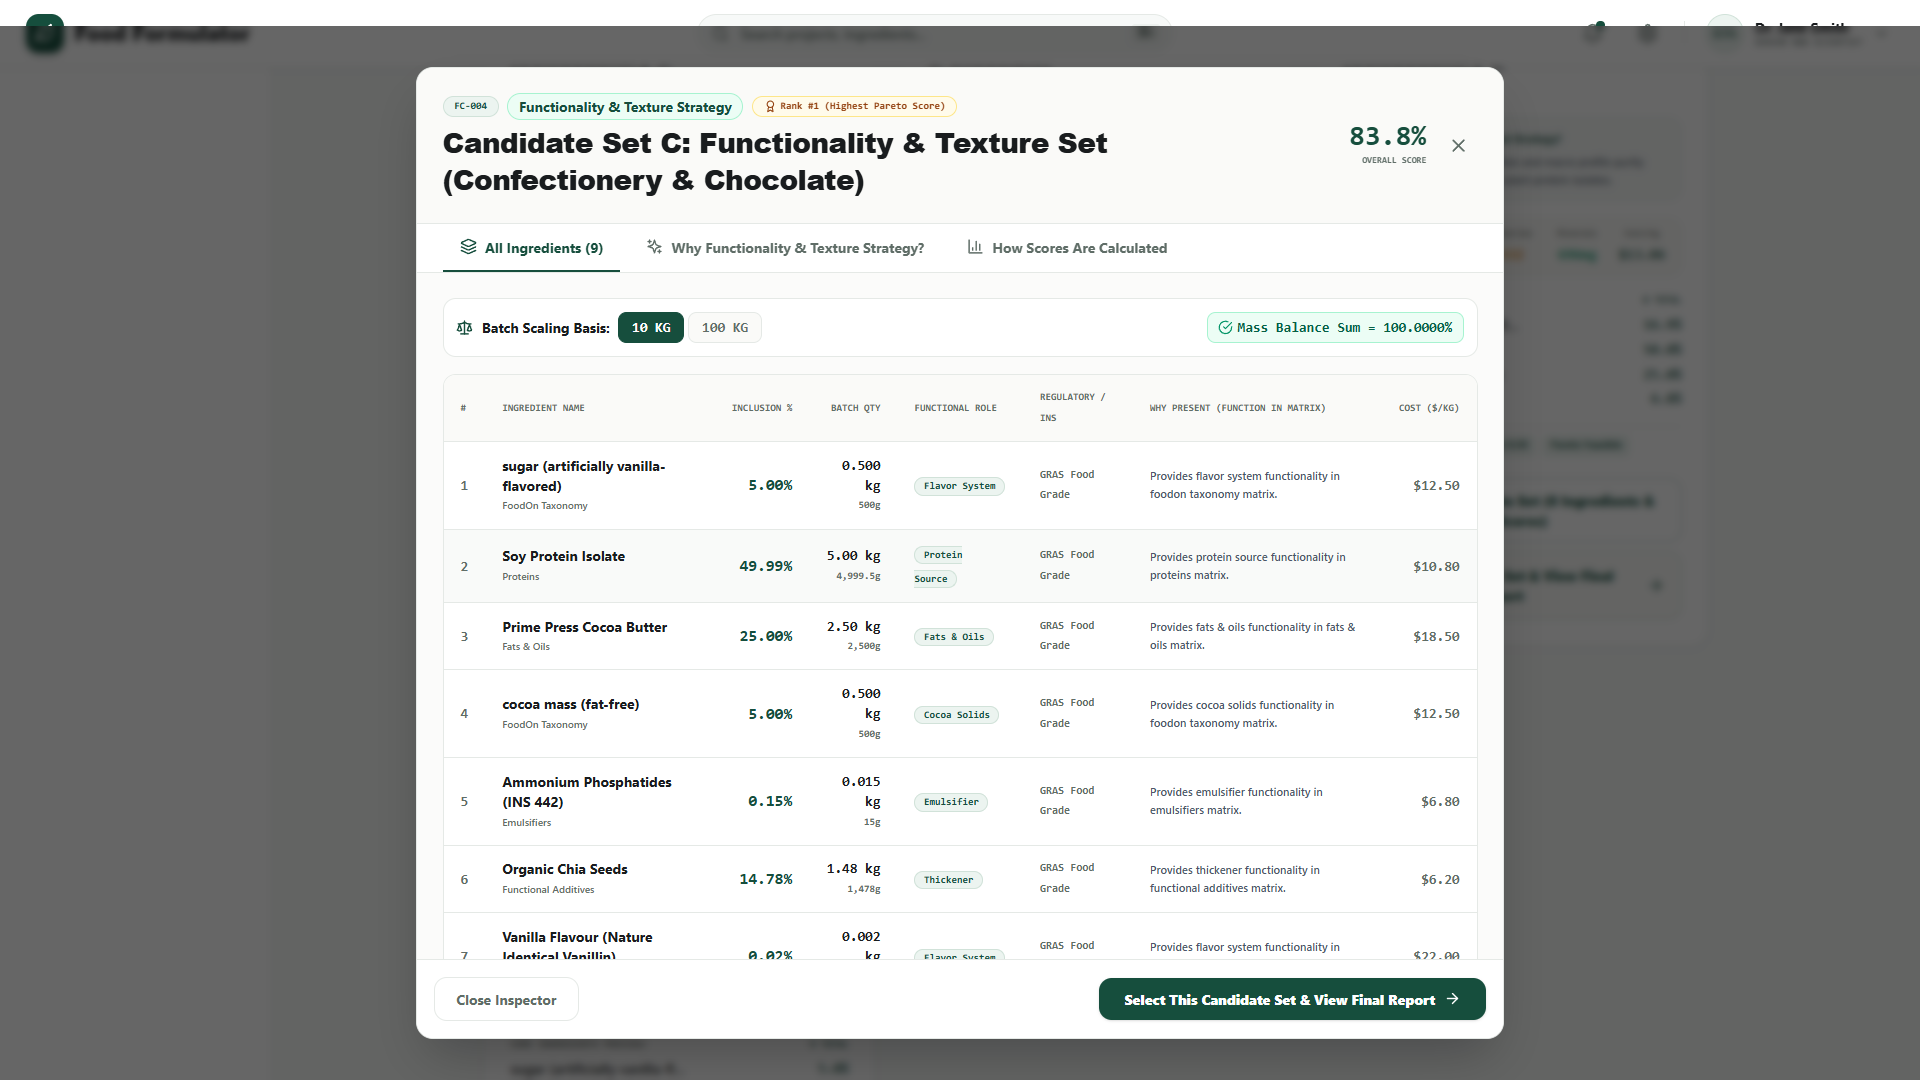 Food Formulator
Search projects, ingredients...
FC-004
Functionality & Texture Strategy
Rank #1 (Highest Pareto Score)
Candidate Set C: Functionality & Texture Set
(Confectionery & Chocolate)
83.8%
OVERALL SCORE
All Ingredients (9)
Why Functionality & Texture Strategy?
How Scores Are Calculated
Batch Scaling Basis:
10 KG
100 KG
Mass Balance Sum = 100.0000%
#
INGREDIENT NAME
INCLUSION %
BATCH QTY
FUNCTIONAL ROLE
REGULATORY /
INS
WHY PRESENT (FUNCTION IN MATRIX)
COST ($/KG)
1
sugar (artificially vanilla-
flavored)
FoodOn Taxonomy
5.00%
0.500
kg
500g
Flavor System
GRAS Food
Grade
Provides flavor system functionality in
foodon taxonomy matrix.
$12.50
2
Soy Protein Isolate
Proteins
49.99%
5.00 kg
4,999.5g
Protein
Source
GRAS Food
Grade
Provides protein source functionality in
proteins matrix.
$10.80
3
Prime Press Cocoa Butter
Fats & Oils
25.00%
2.50 kg
2,500g
Fats & Oils
GRAS Food
Grade
Provides fats & oils functionality in fats &
oils matrix.
$18.50
4
cocoa mass (fat-free)
FoodOn Taxonomy
5.00%
0.500
kg
500g
Cocoa Solids
GRAS Food
Grade
Provides cocoa solids functionality in
foodon taxonomy matrix.
$12.50
5
Ammonium Phosphatides
(INS 442)
Emulsifiers
0.15%
0.015
kg
15g
Emulsifier
GRAS Food
Grade
Provides emulsifier functionality in
emulsifiers matrix.
$6.80
6
Organic Chia Seeds
Functional Additives
14.78%
1.48 kg
1,478g
Thickener
GRAS Food
Grade
Provides thickener functionality in
functional additives matrix.
$6.20
7
Vanilla Flavour (Nature
Identical Vanillin)
0.02%
0.002
kg
Flavor System
GRAS Food
Provides flavor system functionality in
$22.00
Close Inspector
Select This Candidate Set & View Final Report